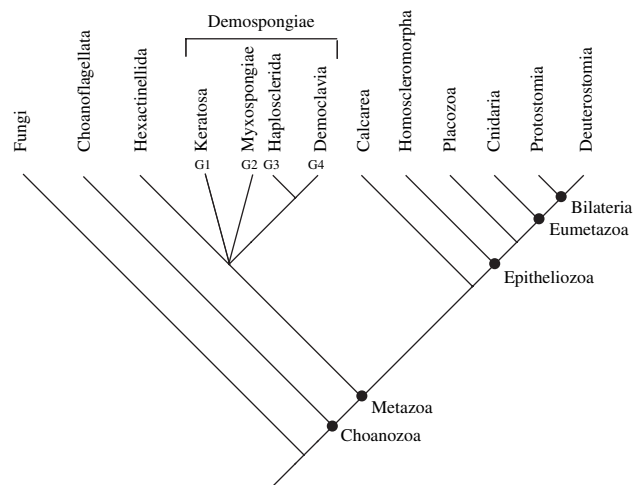 Demospongiae
Fungi
Choanoflagellata
Hexactinellida
Keratosa
Myxospongiae
Haplosclerida
Democlavia
Calcarea
Homoscleromorpha
Placozoa
Cnidaria
Protostomia
Deuterostomia
G1
G2
G3
G4
Bilateria
Eumetazoa
Epitheliozoa
Metazoa
Choanozoa